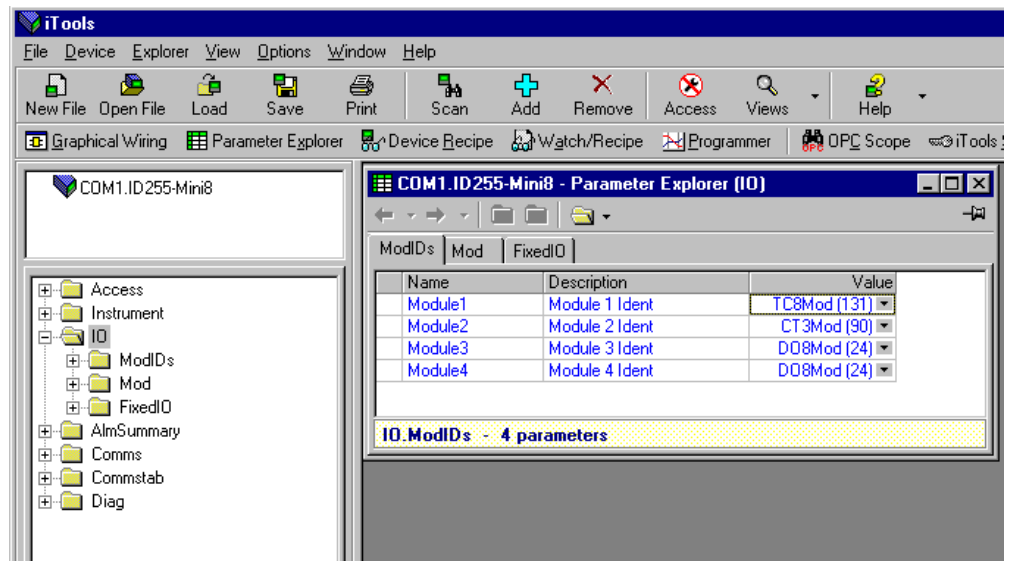 iTools
File Device Explorer View Options Window Help
New File Open File Load Save Print Scan Add Remove Access Views Help
Graphical Wiring Parameter Explorer Device Recipe Watch/Recipe Programmer OPC Scope iTools
COM1.ID255-Mini8
COM1.ID255-Mini8 - Parameter Explorer (IO)
ModIDs Mod FixedIO
Name Description Value
Module1 Module 1 Ident TC8Mod (131)
Module2 Module 2 Ident CT3Mod (90)
Module3 Module 3 Ident DO8Mod (24)
Module4 Module 4 Ident DO8Mod (24)
IO.ModIDs - 4 parameters
Access
Instrument
IO
ModIDs
Mod
FixedIO
AlmSummary
Comms
Commstab
Diag